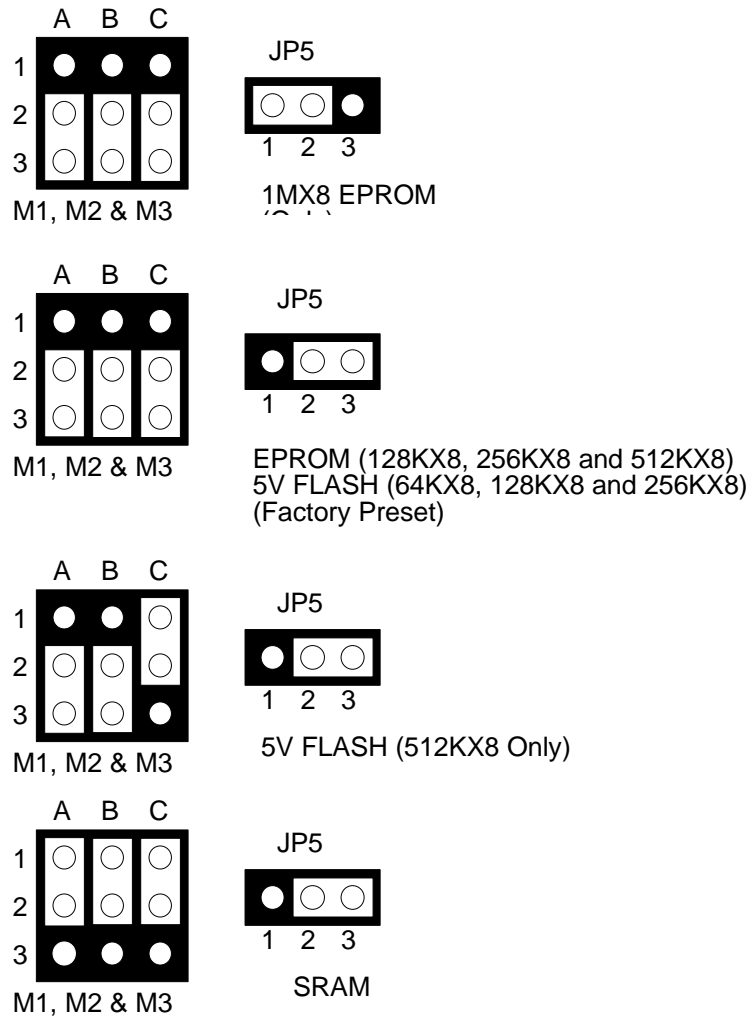 A B C
1
2
3
M1, M2 & M3
JP5
1 2 3
1MX8 EPROM
A B C
1
2
3
M1, M2 & M3
JP5
1 2 3
EPROM (128KX8, 256KX8 and 512KX8)
5V FLASH (64KX8, 128KX8 and 256KX8)
(Factory Preset)
A B C
1
2
3
M1, M2 & M3
JP5
1 2 3
5V FLASH (512KX8 Only)
A B C
1
2
3
M1, M2 & M3
JP5
1 2 3
SRAM